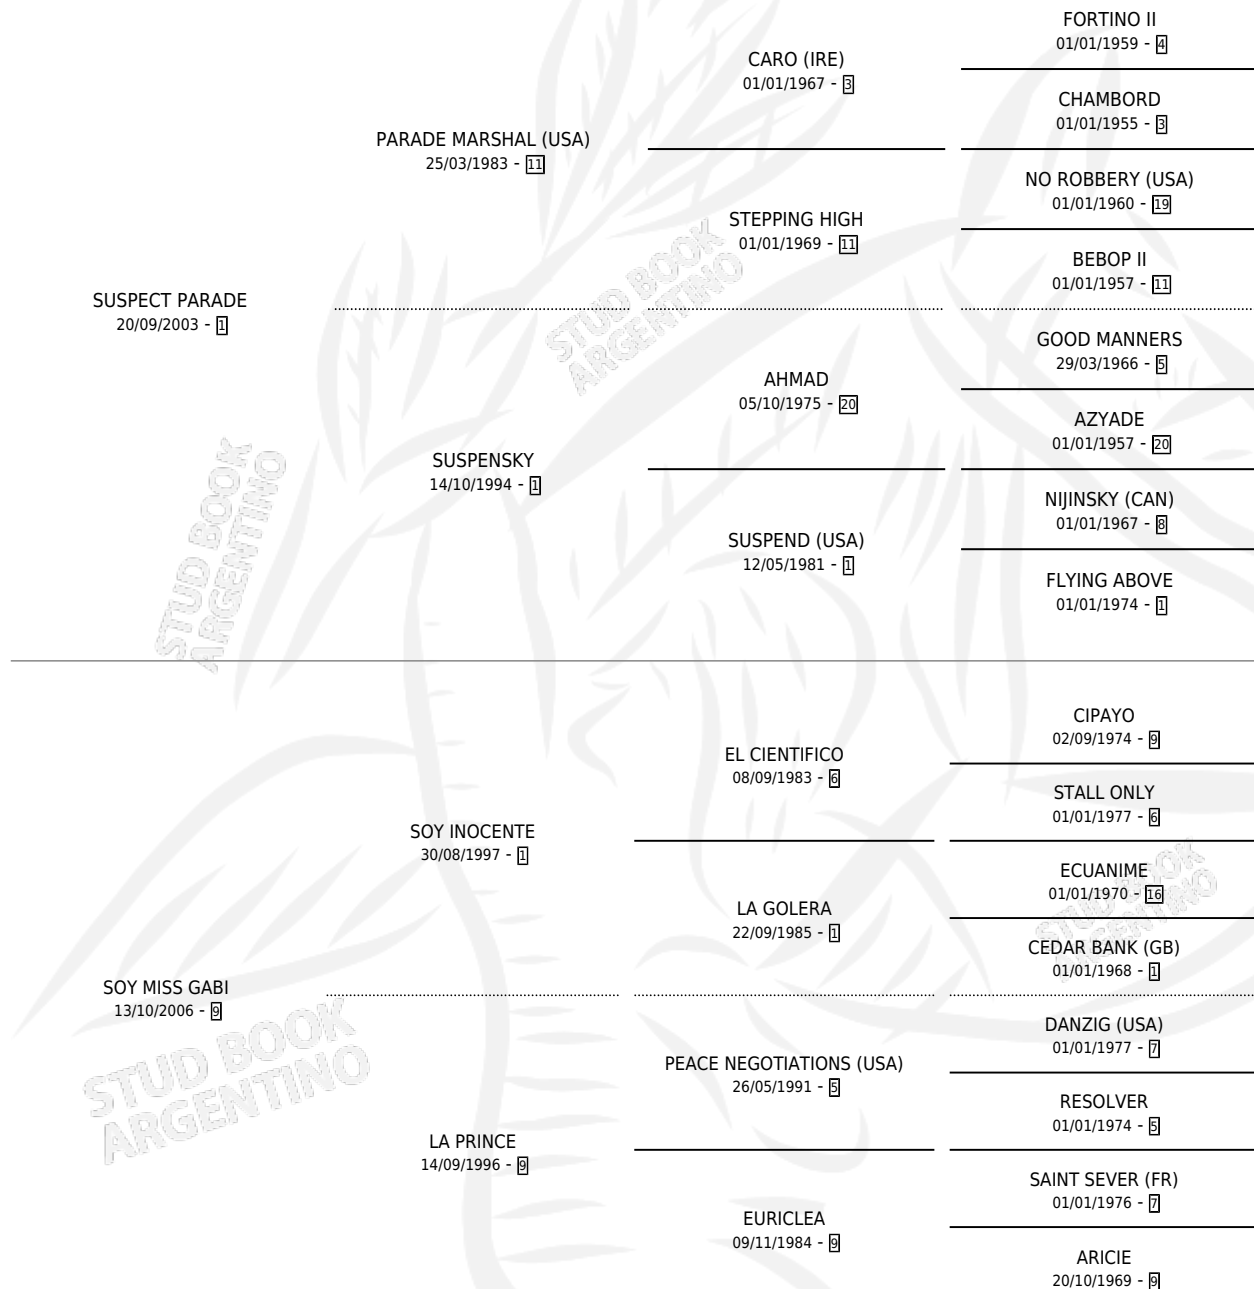 FORTINO II
01/01/1959 - 4
CARO (IRE)
01/01/1967 - 3
CHAMBORD
01/01/1955 - 3
PARADE MARSHAL (USA)
25/03/1983 - 11
NO ROBBERY (USA)
01/01/1960 - 19
STEPPING HIGH
01/01/1969 - 11
BEBOP II
01/01/1957 - 11
SUSPECT PARADE
20/09/2003 - 1
GOOD MANNERS
29/03/1966 - 5
AHMAD
05/10/1975 - 20
AZYADE
01/01/1957 - 20
SUSPENSKY
14/10/1994 - 1
NIJINSKY (CAN)
01/01/1967 - 8
SUSPEND (USA)
12/05/1981 - 1
FLYING ABOVE
01/01/1974 - 1
CIPAYO
02/09/1974 - 9
EL CIENTIFICO
08/09/1983 - 6
STALL ONLY
01/01/1977 - 6
SOY INOCENTE
30/08/1997 - 1
ECUANIME
01/01/1970 - 16
LA GOLERA
22/09/1985 - 1
CEDAR BANK (GB)
01/01/1968 - 1
SOY MISS GABI
13/10/2006 - 9
DANZIG (USA)
01/01/1977 - 7
PEACE NEGOTIATIONS (USA)
26/05/1991 - 5
RESOLVER
01/01/1974 - 5
LA PRINCE
14/09/1996 - 9
SAINT SEVER (FR)
01/01/1976 - 7
EURICLEA
09/11/1984 - 9
ARICIE
20/10/1969 - 9
STUD BOOK
ARGENTINO
STUD BOOK
ARGENTINO
STUD BOOK
ARGENTINO
STUD BOOK
ARGENTINO